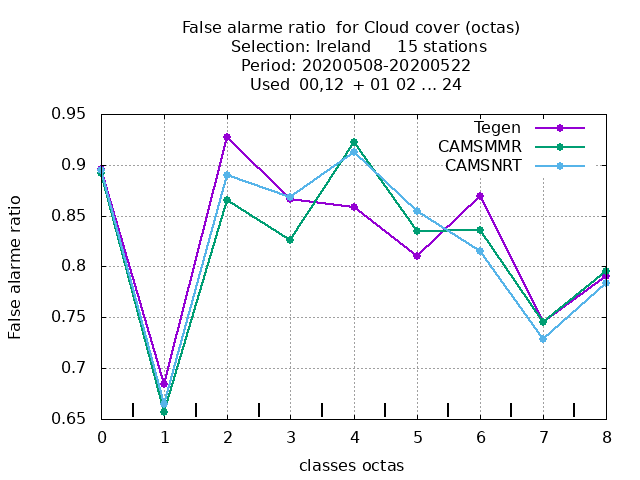 False alarme ratio  for Cloud cover (octas)
Selection: Ireland     15 stations
Period: 20200508-20200522
Used  00,12  + 01 02 ... 24
0.95
0.9
0.85
0.8
0.75
0.7
0.65
False alarme ratio
Tegen
CAMSMMR
CAMSNRT
0 1 2 3 4 5 6 7 8
classes octas